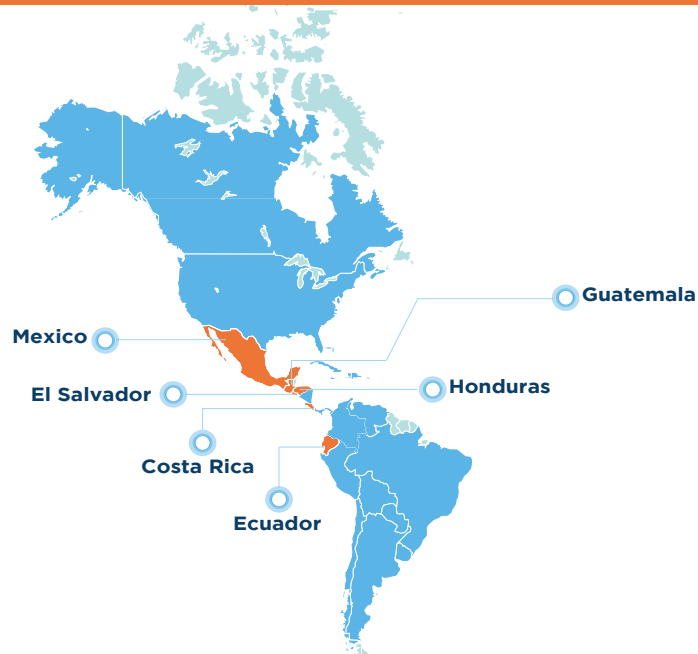 Guatemala
Mexico
El Salvador
Honduras
Costa Rica
Ecuador